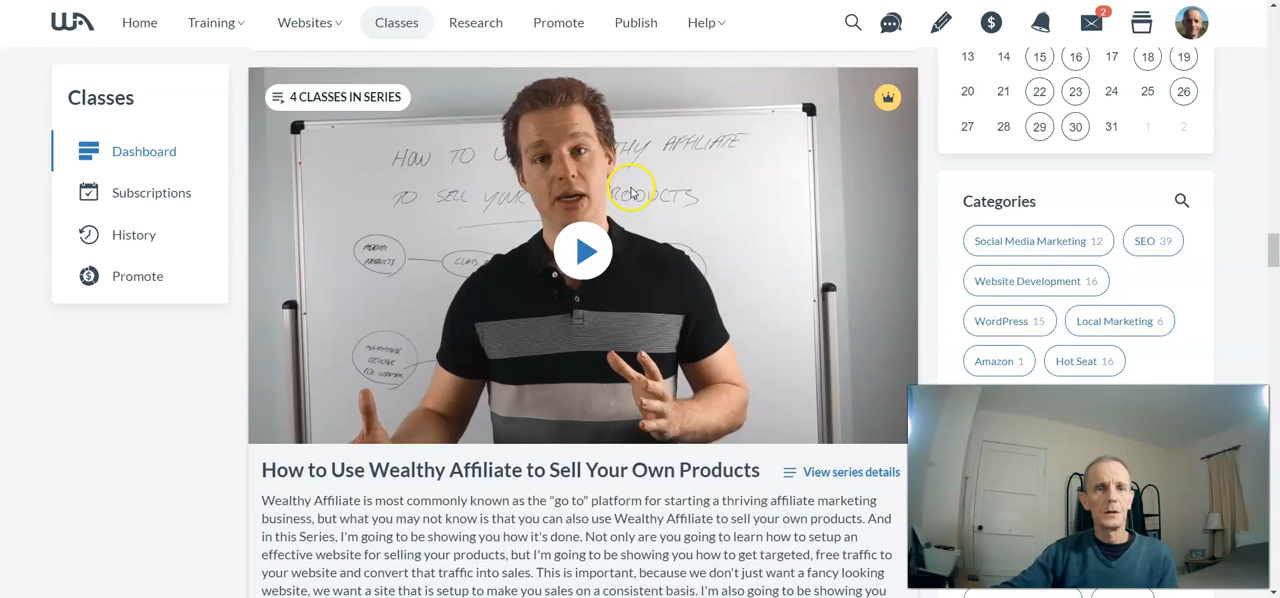 WA
Home
Training
Websites
Classes
Research
Promote
Publish
Help
2
Classes
Dashboard
Subscriptions
History
Promote
4 CLASSES IN SERIES
HOW TO U THY AFFILIATE
TO SELL YOUR PRODUCTS
CLASS
How to Use Wealthy Affiliate to Sell Your Own Products
View series details
Wealthy Affiliate is most commonly known as the "go to" platform for starting a thriving affiliate marketing
business, but what you may not know is that you can also use Wealthy Affiliate to sell your own products. And
in this Series, I'm going to be showing you how it's done. Not only are you going to learn how to setup an
effective website for selling your products, but I'm going to be showing you how to get targeted, free traffic to
your website and convert that traffic into sales. This is important, because we don't just want a fancy looking
website, we want a site that is setup to make you sales on a consistent basis. I'm also going to be showing you
13 14 15 16 17 18 19
20 21 22 23 24 25 26
27 28 29 30 31 1 2
Categories
Social Media Marketing 12
SEO 39
Website Development 16
WordPress 15
Local Marketing 6
Amazon 1
Hot Seat 16